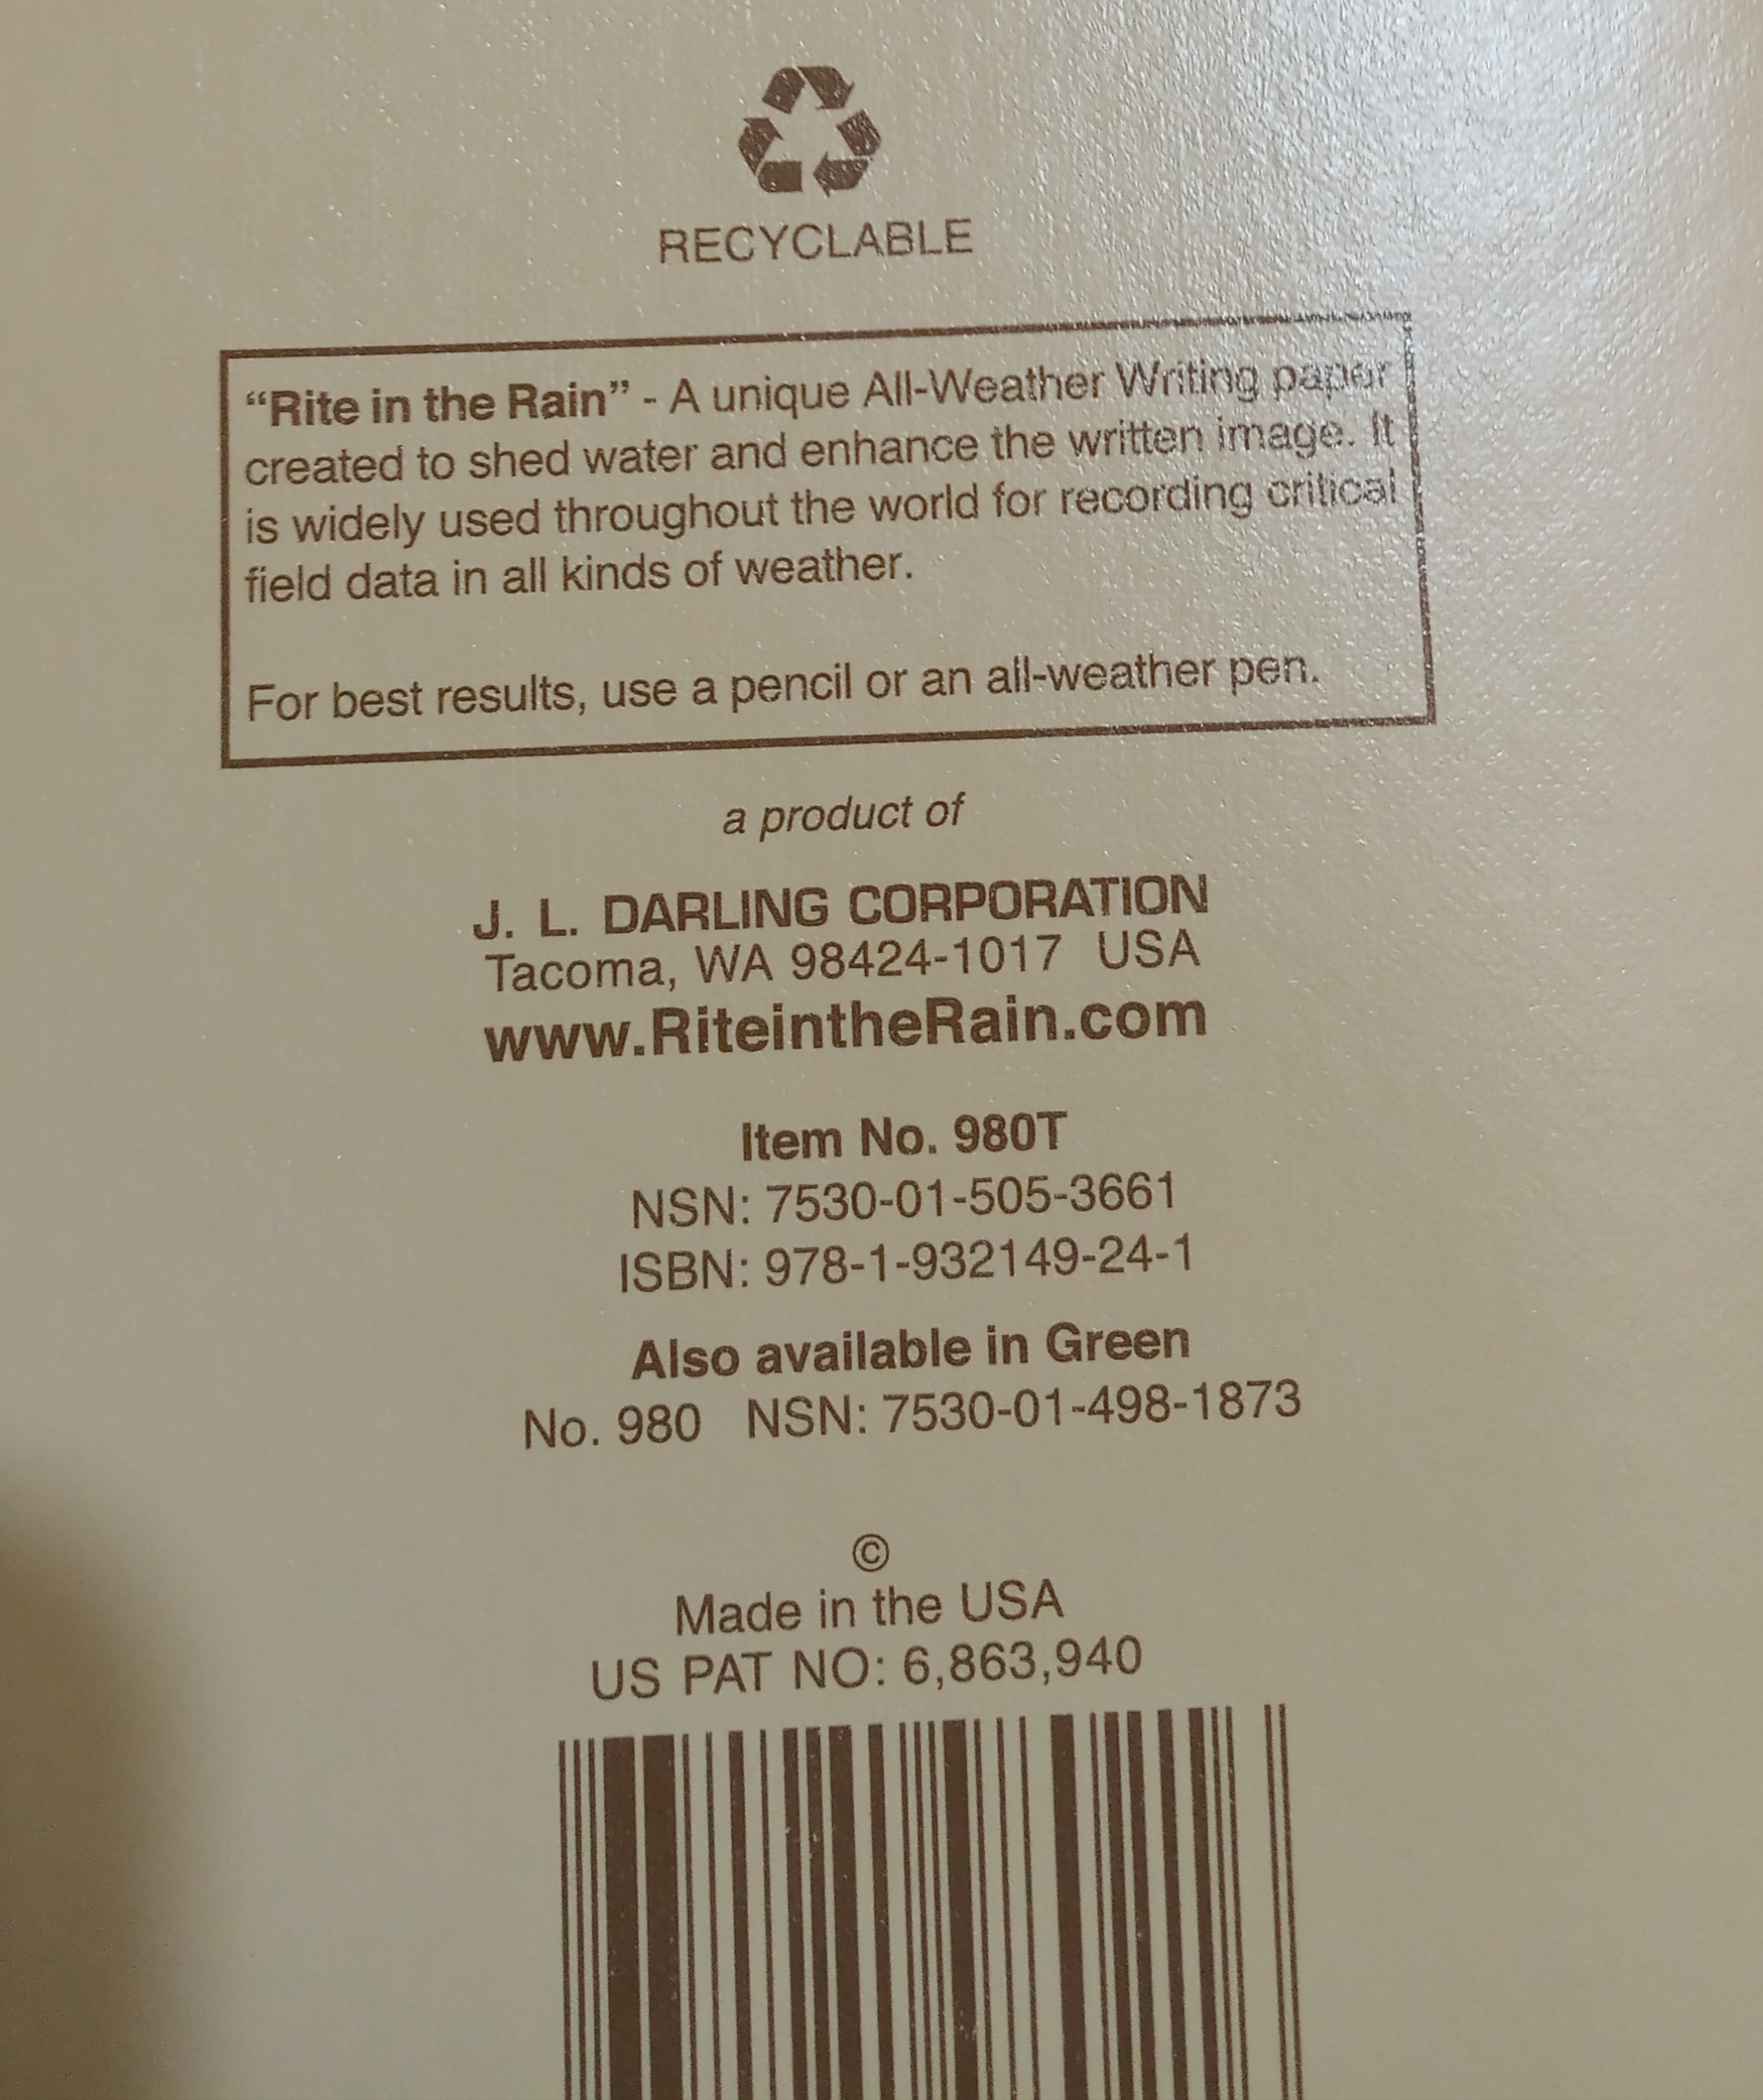 RECYCLABLE
“Rite in the Rain” - A unique All-Weather Writing paper
created to shed water and enhance the written image. It
is widely used throughout the world for recording critical
field data in all kinds of weather.
For best results, use a pencil or an all-weather pen.
a product of
J. L. DARLING CORPORATION
Tacoma, WA 98424-1017 USA
www.RiteintheRain.com
Item No. 980T
NSN: 7530-01-505-3661
ISBN: 978-1-932149-24-1
Also available in Green
No. 980 NSN: 7530-01-498-1873
©
Made in the USA
US PAT NO: 6,863,940